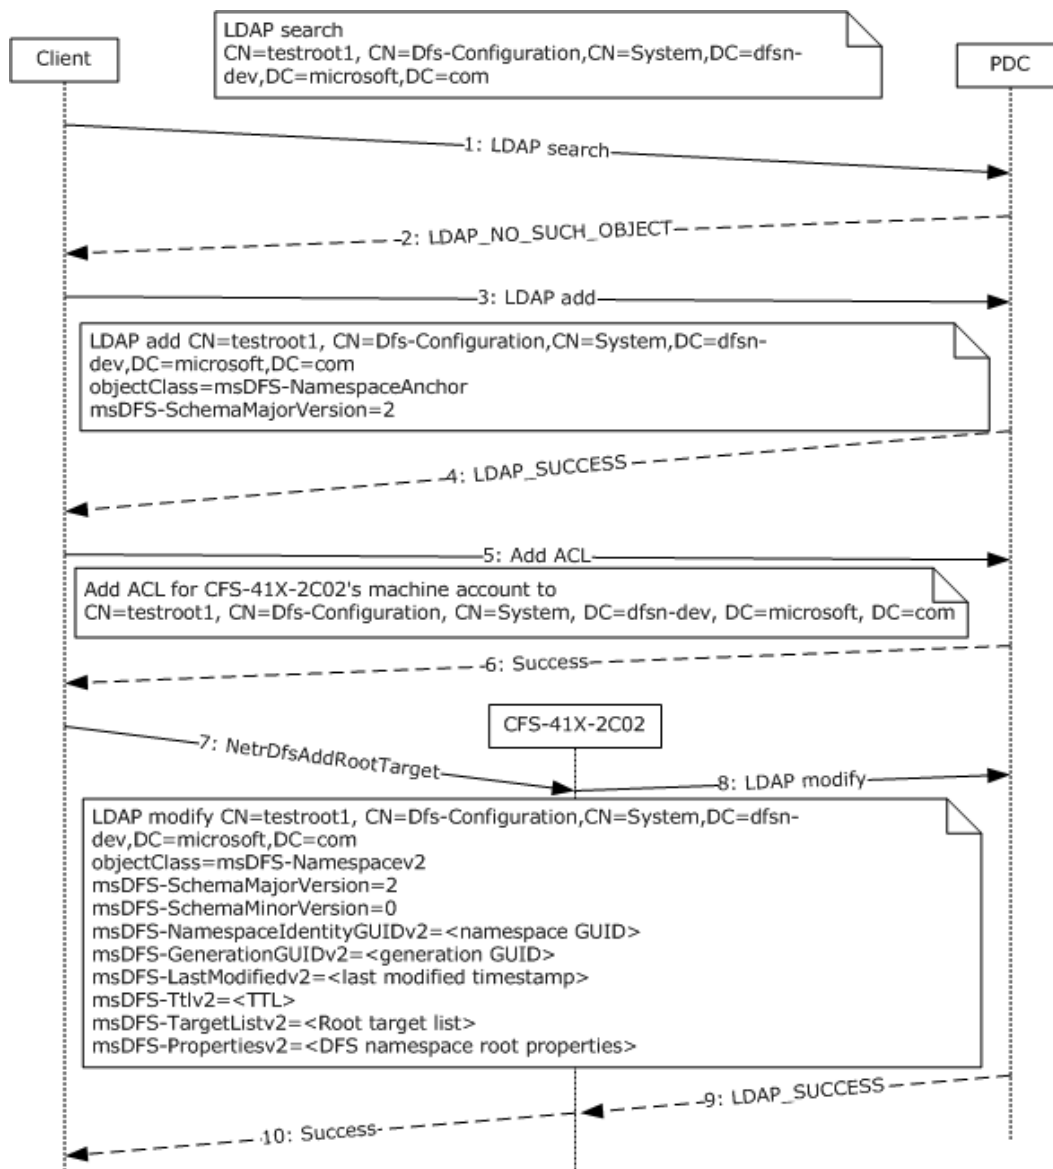 LDAP search
CN=testroot1, CN=Dfs-Configuration,CN=System,DC=dfsn-
dev,DC=microsoft,DC=com
Client
PDC
1: LDAP search
2: LDAP_NO_SUCH_OBJECT
3: LDAP add
LDAP add CN=testroot1, CN=Dfs-Configuration,CN=System,DC=dfsn-
dev,DC=microsoft,DC=com
objectClass=msDFS-NamespaceAnchor
msDFS-SchemaMajorVersion=2
4: LDAP_SUCCESS
5: Add ACL
Add ACL for CFS-41X-2C02's machine account to
CN=testroot1, CN=Dfs-Configuration, CN=System, DC=dfsn-dev, DC=microsoft, DC=com
6: Success
CFS-41X-2C02
7: NetrDfsAddRootTarget
8: LDAP modify
LDAP modify CN=testroot1, CN=Dfs-Configuration,CN=System,DC=dfsn-
dev,DC=microsoft,DC=com
objectClass=msDFS-Namespacev2
msDFS-SchemaMajorVersion=2
msDFS-SchemaMinorVersion=0
msDFS-NamespaceIdentityGUIDv2=<namespace GUID>
msDFS-GenerationGUIDv2=<generation GUID>
msDFS-LastModifiedv2=<last modified timestamp>
msDFS-Ttlv2=<TTL>
msDFS-TargetListv2=<Root target list>
msDFS-Propertiesv2=<DFS namespace root properties>
9: LDAP_SUCCESS
10: Success